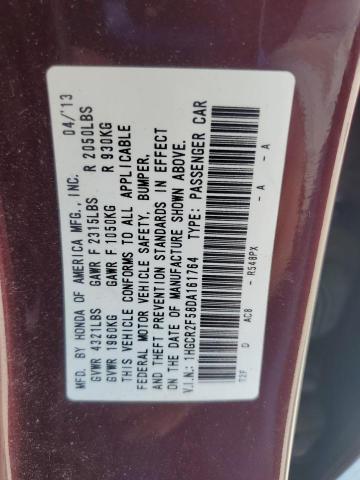 MFD. BY HONDA OF AMERICA MFG., INC. 04/13
GVWR 4321LBS GAWR F 2315LBS R 2050LBS
GVWR 1960KG GAWR F 1050KG R 930KG
THIS VEHICLE CONFORMS TO ALL APPLICABLE
FEDERAL MOTOR VEHICLE SAFETY, BUMPER,
AND THEFT PREVENTION STANDARDS IN EFFECT
ON THE DATE OF MANUFACTURE SHOWN ABOVE.
V.I.N.: 1HGCR2F58DA161764 TYPE: PASSENGER CAR
T2F D AC8 - R548PX - A - A